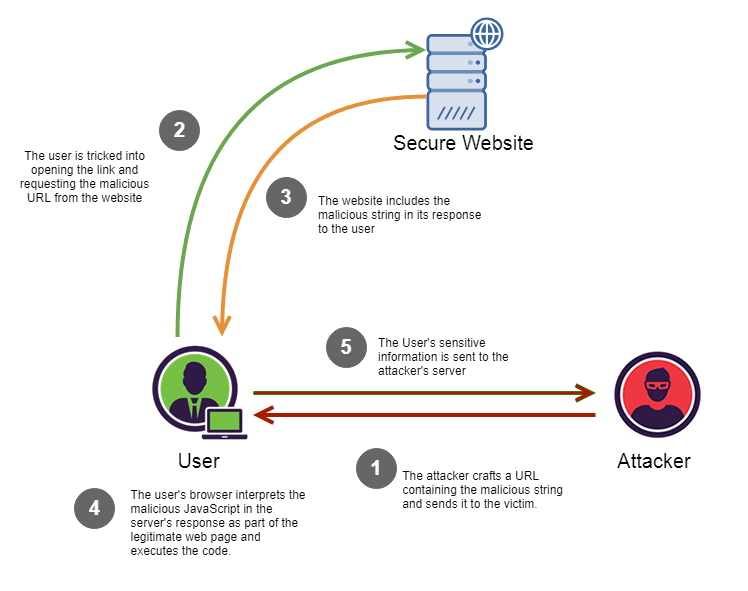 Secure Website
2
The user is tricked into
opening the link and
requesting the malicious
URL from the website
3
The website includes the
malicious string in its response
to the user
5
The User's sensitive
information is sent to the
attacker's server
User
Attacker
1
The attacker crafts a URL
containing the malicious string
and sends it to the victim.
4
The user's browser interprets the
malicious JavaScript in the
server's response as part of the
legitimate web page and
executes the code.